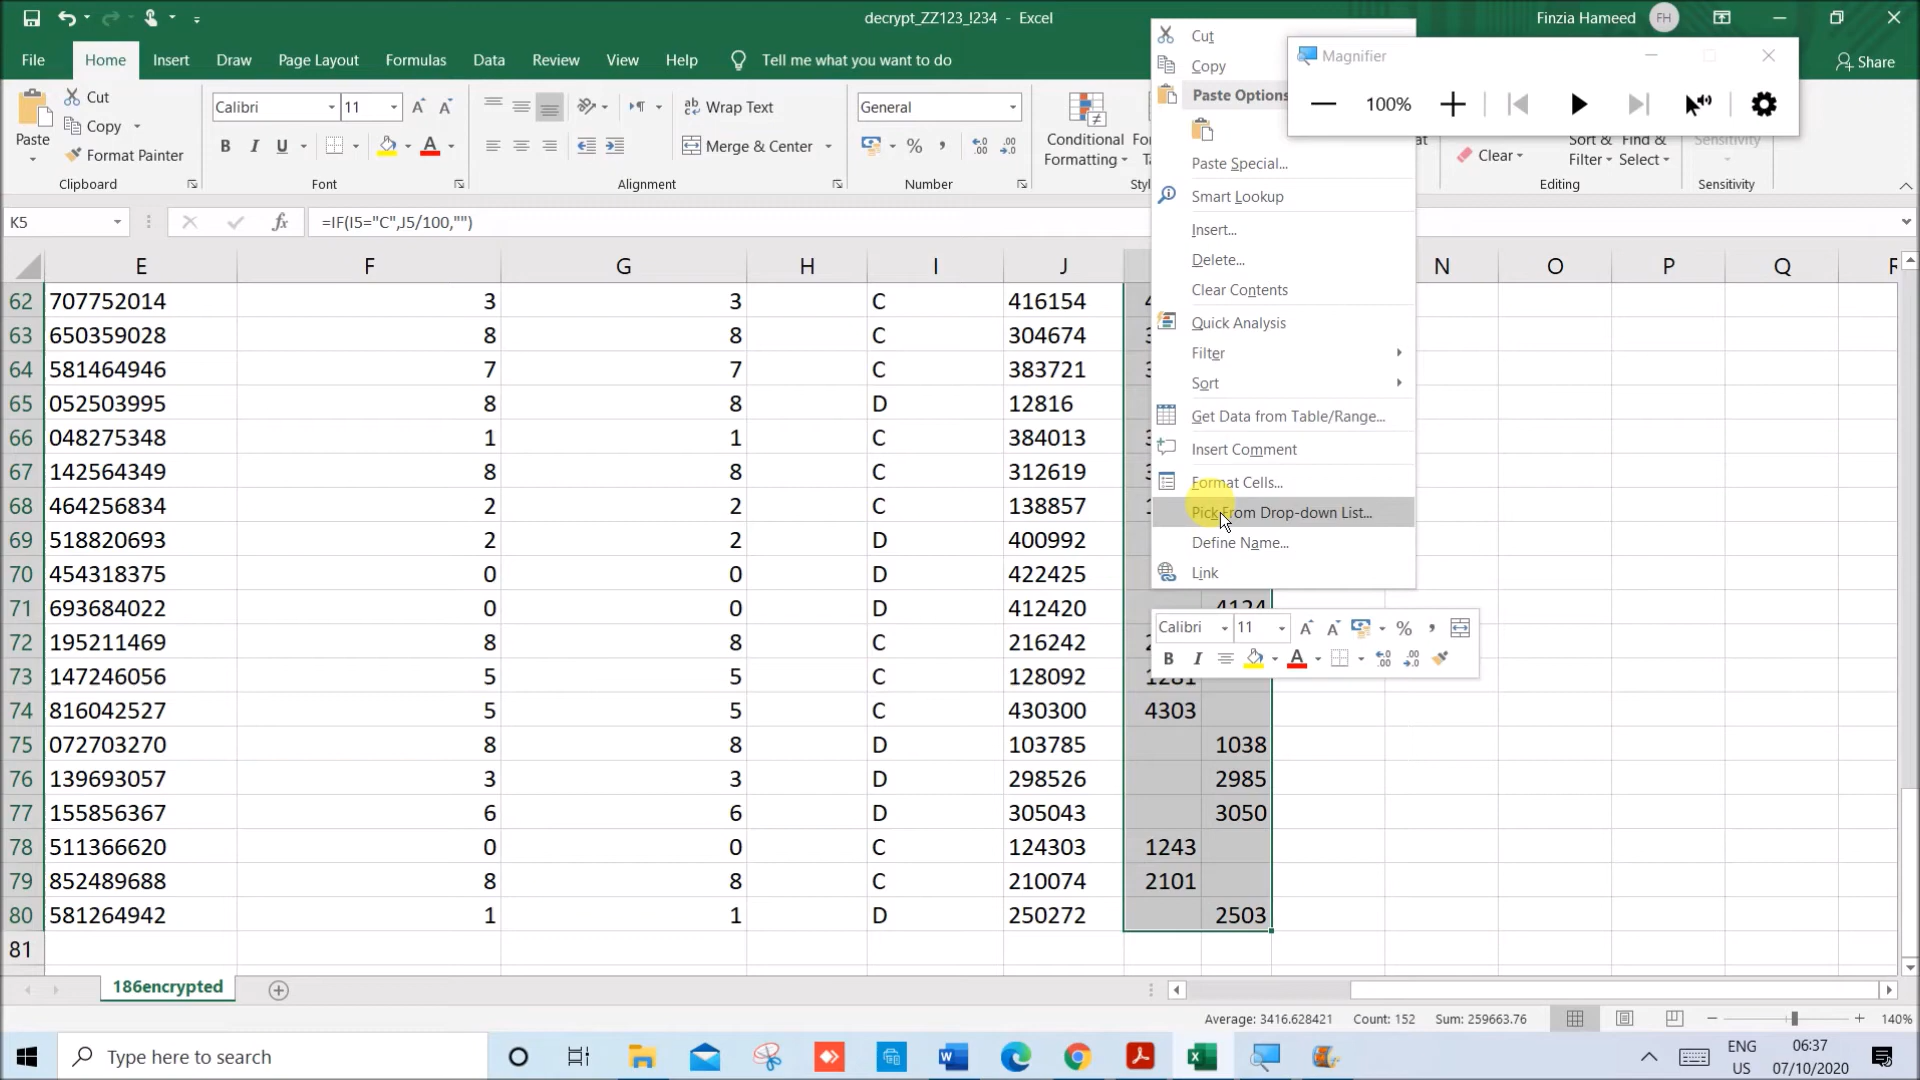 decrypt_ZZ123_!234 - Excel
Finzia Hameed FH
File Home Insert Draw Page Layout Formulas Data Review View Help Tell me what you want to do Share
Paste
Cut
Copy
Format Painter
Clipboard
Calibri 11
B I U
Font
Wrap Text
Merge & Center
Alignment
General
Number
Conditional
Formatting
Clear
Sort &
Filter
Find &
Select
Editing
Sensitivity
Sensitivity
Magnifier
100%
K5 fx =IF(I5="C",J5/100,"")
E F G H I J N O P Q
62 707752014 3 3 C 416154
63 650359028 8 8 C 304674
64 581464946 7 7 C 383721
65 052503995 8 8 D 12816
66 048275348 1 1 C 384013
67 142564349 8 8 C 312619
68 464256834 2 2 C 138857
69 518820693 2 2 D 400992
70 454318375 0 0 D 422425
71 693684022 0 0 D 412420 4124
72 195211469 8 8 C 216242
73 147246056 5 5 C 128092 1281
74 816042527 5 5 C 430300 4303
75 072703270 8 8 D 103785 1038
76 139693057 3 3 D 298526 2985
77 155856367 6 6 D 305043 3050
78 511366620 0 0 C 124303 1243
79 852489688 8 8 C 210074 2101
80 581264942 1 1 D 250272 2503
81
Cut
Copy
Paste Options
Paste Special...
Smart Lookup
Insert...
Delete...
Clear Contents
Quick Analysis
Filter
Sort
Get Data from Table/Range...
Insert Comment
Format Cells...
Pick From Drop-down List...
Define Name...
Link
Calibri 11 A A % ,
B I A
186encrypted
Average: 3416.628421 Count: 152 Sum: 259663.76 140%
Type here to search
ENG
US
06:37
07/10/2020